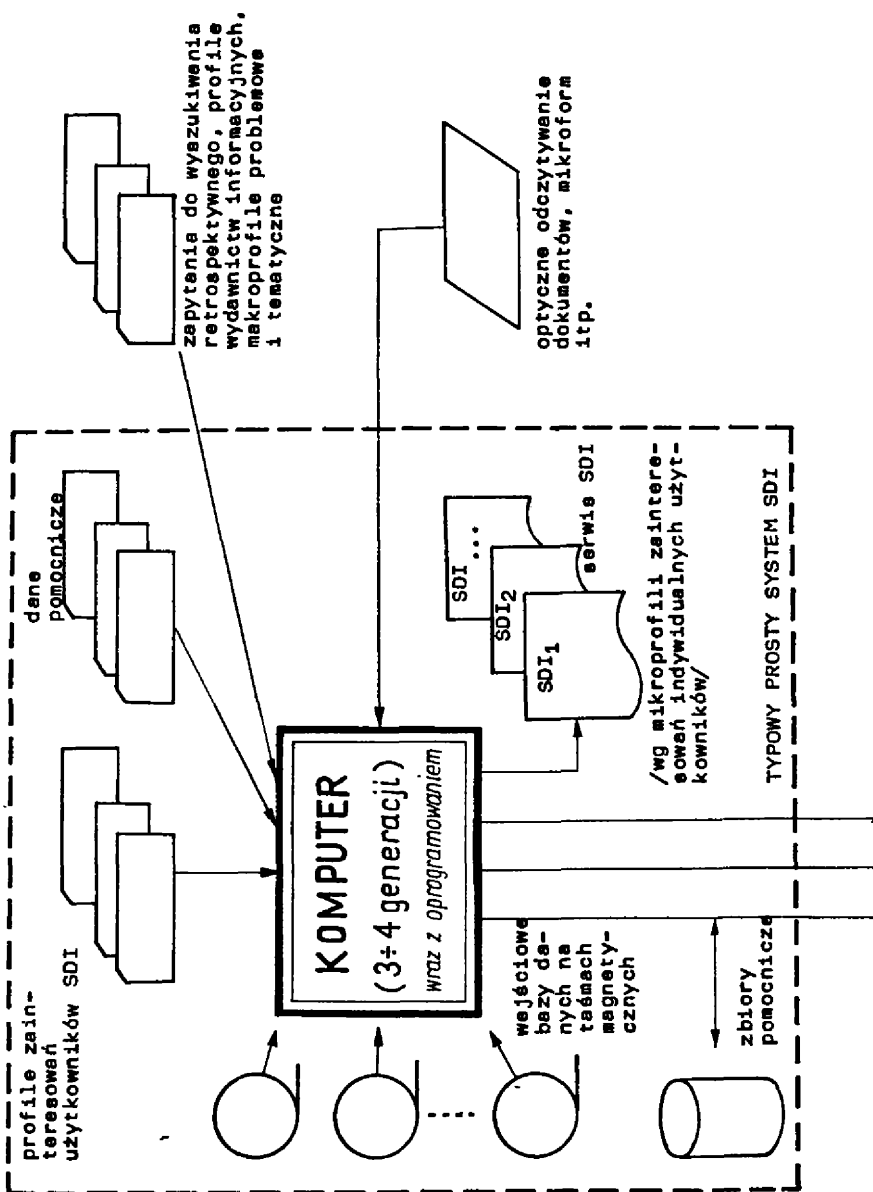 profile zain-
teresowań
użytkowników SDI
dane
pomocnicze
zapytania do wyszukiwania
retrospektywnego, profile
wydawnictw informacyjnych,
makroprofile problemowe
i tematyczne
KOMPUTER
(3÷4 generacji)
wraz z oprogramowaniem
optyczne odczytywanie
dokumentów, mikroform
itp.
wejściowe
bazy da-
nych na
taśmach
magnety-
cznych
SDI ...
SDI2
SDI1
serwis SDI
/wg mikroprofili zaintere-
sowań indywidualnych użyt-
kowników/
zbiory
pomocnicze
TYPOWY PROSTY SYSTEM SDI